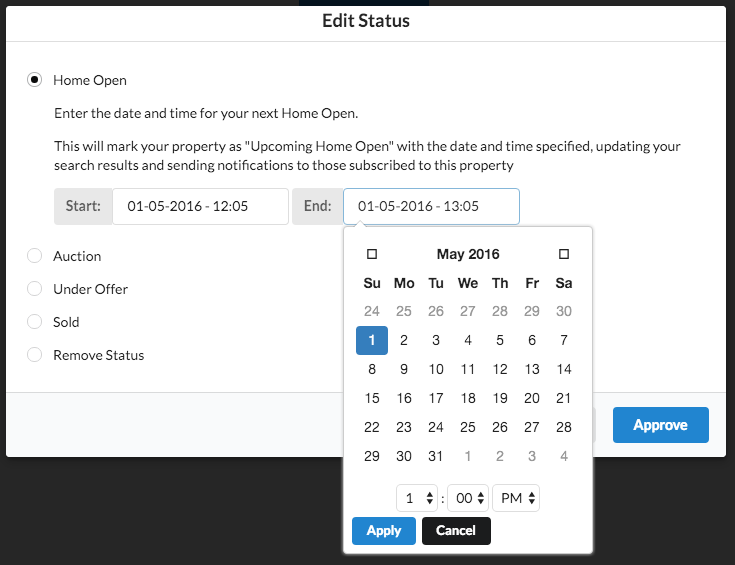 Edit Status
Home Open
Enter the date and time for your next Home Open.
This will mark your property as "Upcoming Home Open" with the date and time specified, updating your
search results and sending notifications to those subscribed to this property
Start: 01-05-2016 - 12:05 End: 01-05-2016 - 13:05
Auction
Under Offer
Sold
Remove Status
May 2016
Su Mo Tu We Th Fr Sa
24 25 26 27 28 29 30
1 2 3 4 5 6 7
8 9 10 11 12 13 14
15 16 17 18 19 20 21
22 23 24 25 26 27 28
29 30 31 1 2 3 4
1 : 00 PM
Apply Cancel
Approve